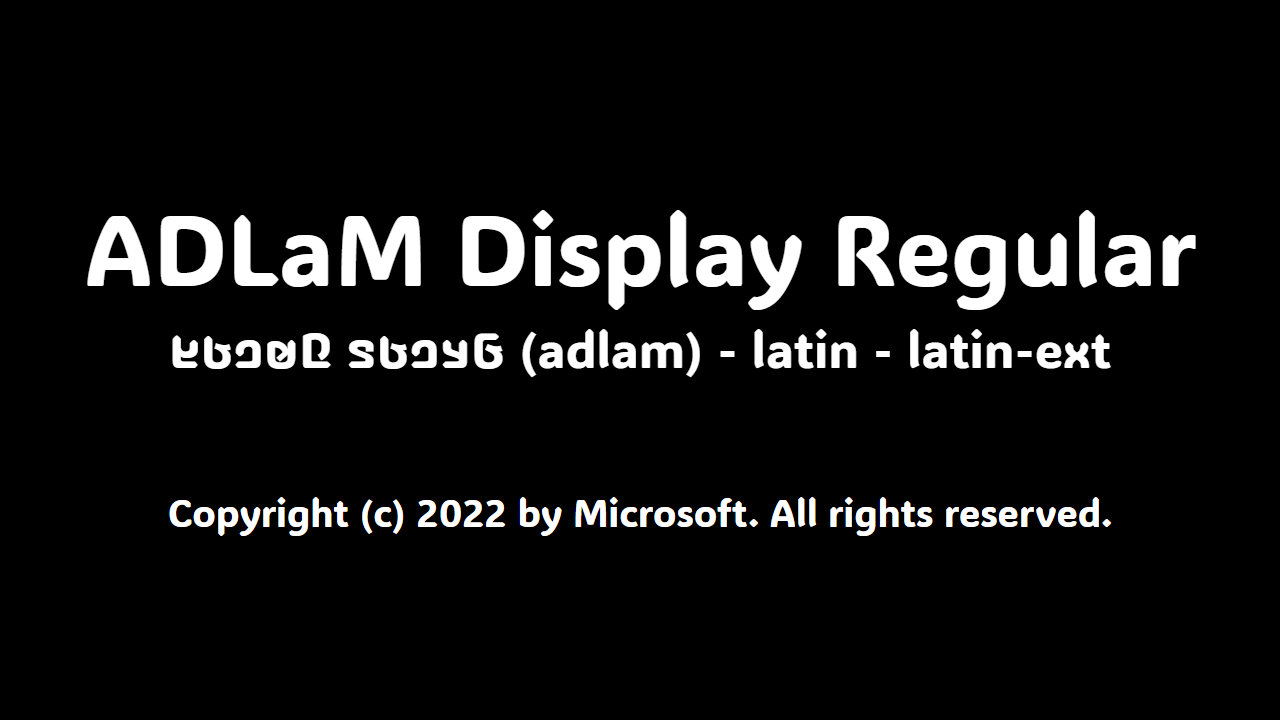 ADLaM Display Regular
(adlam) - latin - latin-ext
Copyright (c) 2022 by Microsoft. All rights reserved.